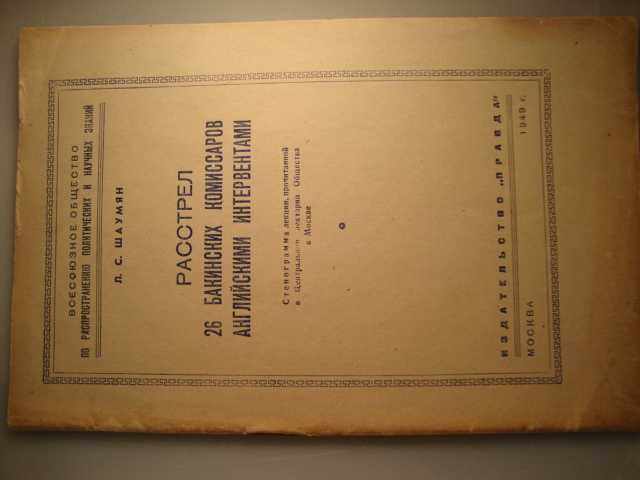 ВСЕСОЮЗНОЕ ОБЩЕСТВО
ПО РАСПРОСТРАНЕНИЮ ПОЛИТИЧЕСКИХ И НАУЧНЫХ ЗНАНИЙ
Л. С. ШАУМЯН
РАССТРЕЛ
26 БАКИНСКИХ КОМИССАРОВ
АНГЛИЙСКИМИ ИНТЕРВЕНТАМИ
Стенограмма лекции, прочитанной
в Центральном лектории Общества
в Москве
ИЗДАТЕЛЬСТВО „ПРАВДА"
МОСКВА 1949 г.